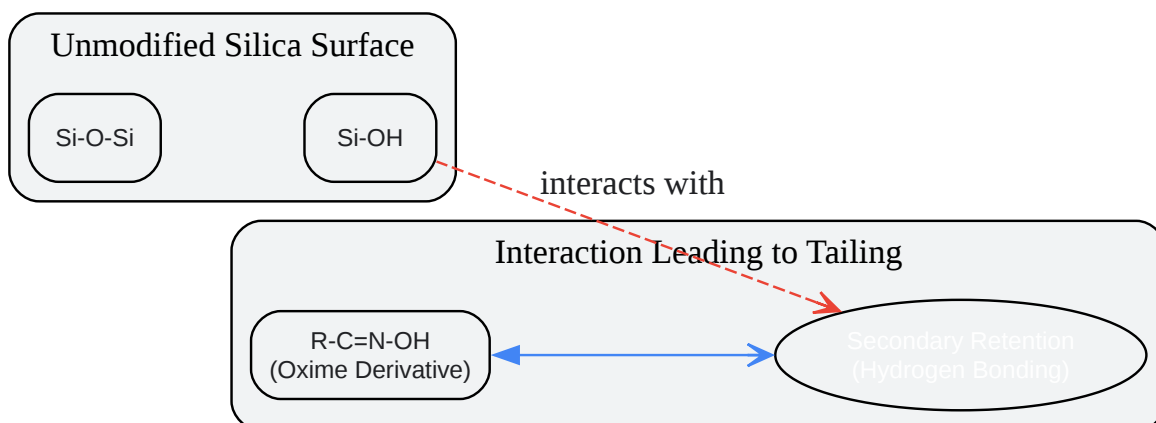 Unmodified Silica Surface
Si-O-Si
Si-OH
interacts with
Interaction Leading to Tailing
R-C=N-OH
(Oxime Derivative)
Secondary Retention
(Hydrogen Bonding)